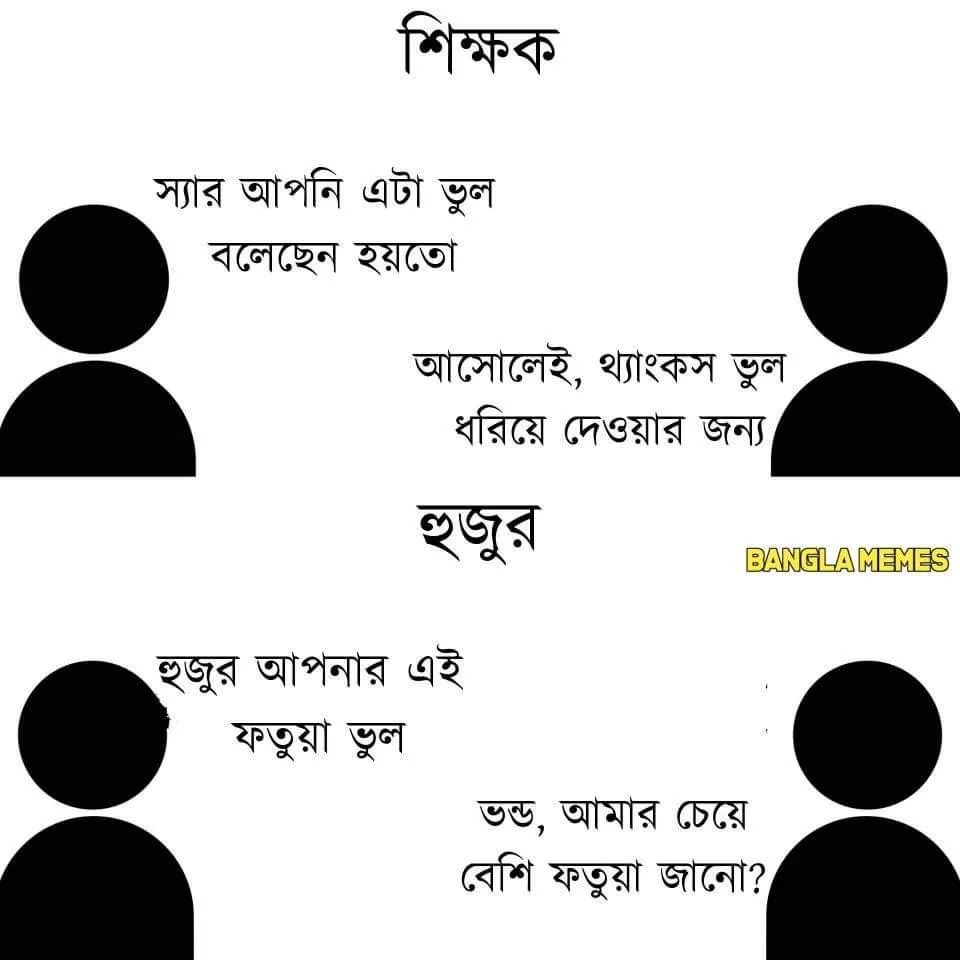 শিক্ষক
স্যার আপনি এটা ভুল
বলেছেন হয়তো
আসোলেই, থ্যাংকস ভুল
ধরিয়ে দেওয়ার জন্য
হুজুর
BANGLA MEMES
হুজুর আপনার এই
ফতুয়া ভুল
ভন্ড, আমার চেয়ে
বেশি ফতুয়া জানো?